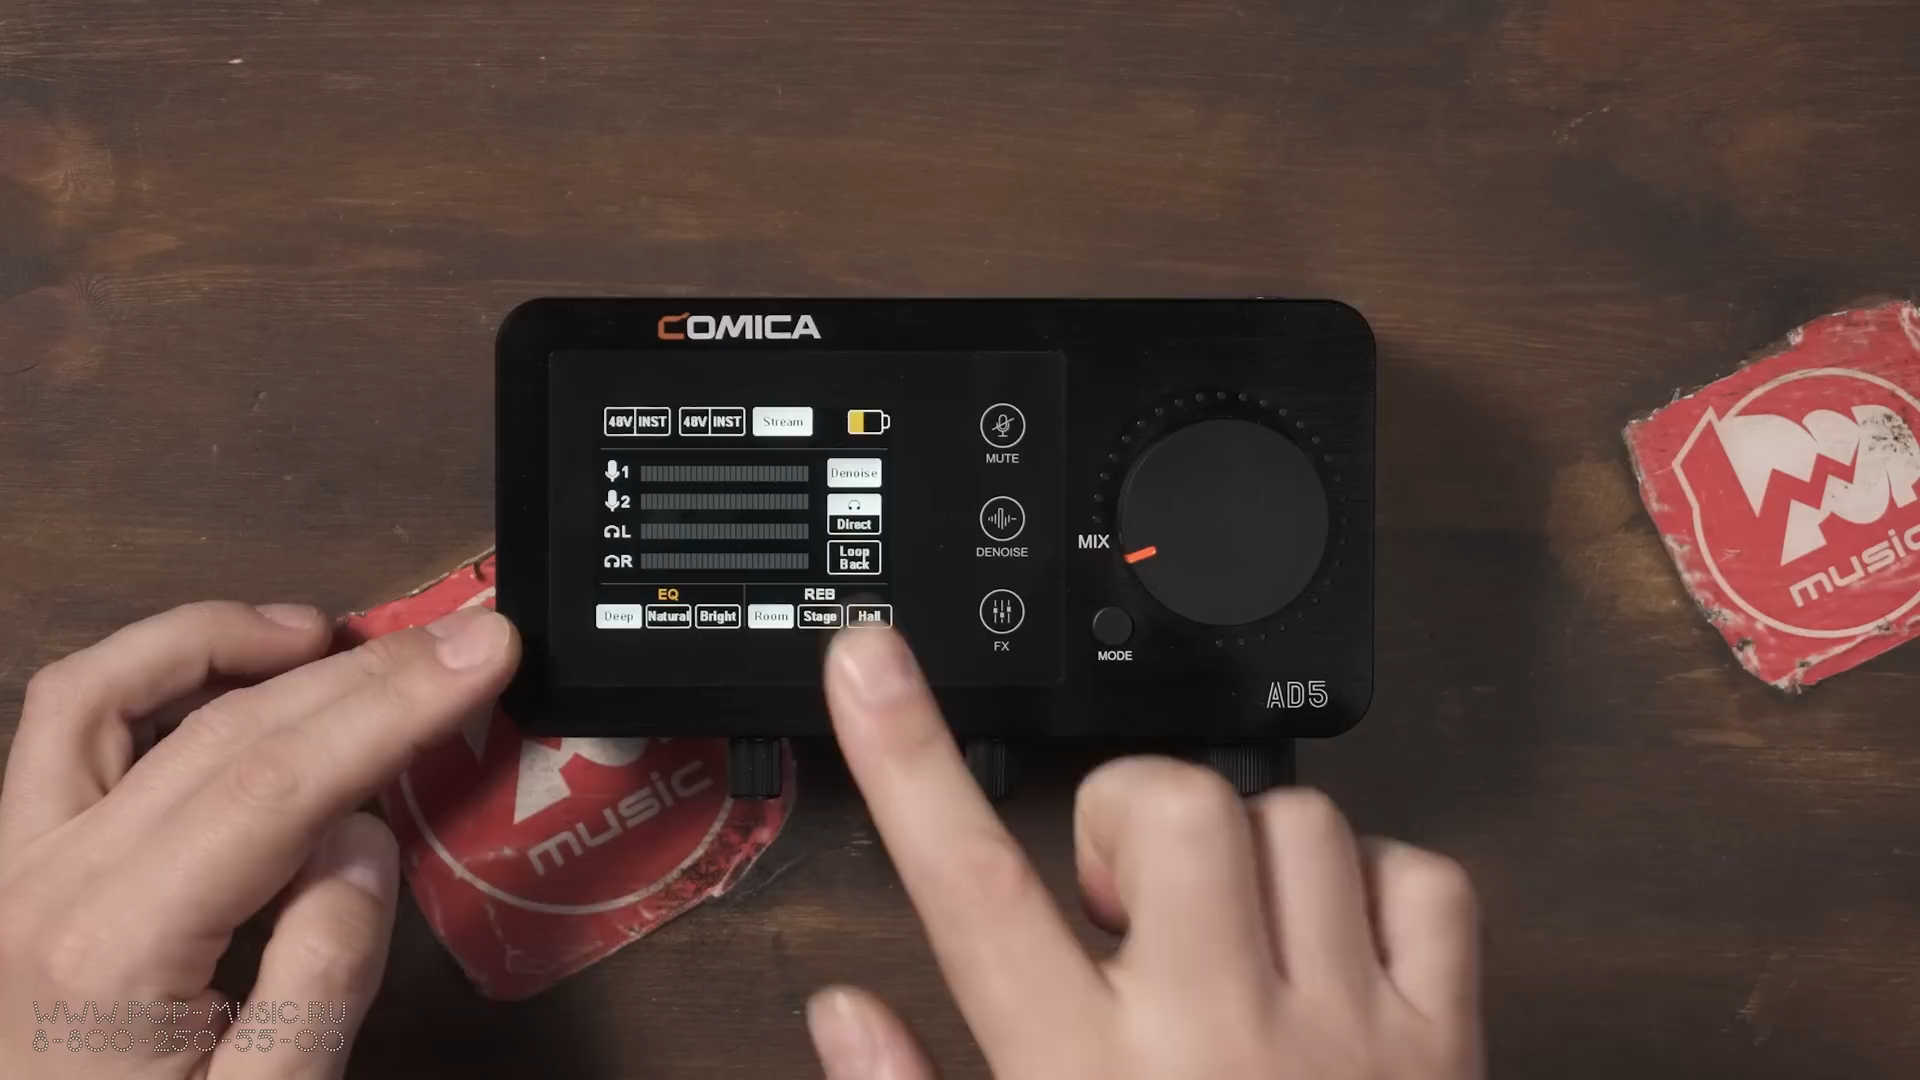 COMICA
48V INST 48V INST Stream
1 Denoise
2
L Direct
R Loop Back
EQ REB
Deep Natural Bright Room Stage Hall
MUTE
DENOISE
FX
MIX
MODE
AD5
POP
music
music
WWW.POP-MUSIC.RU
8-800-250-55-00